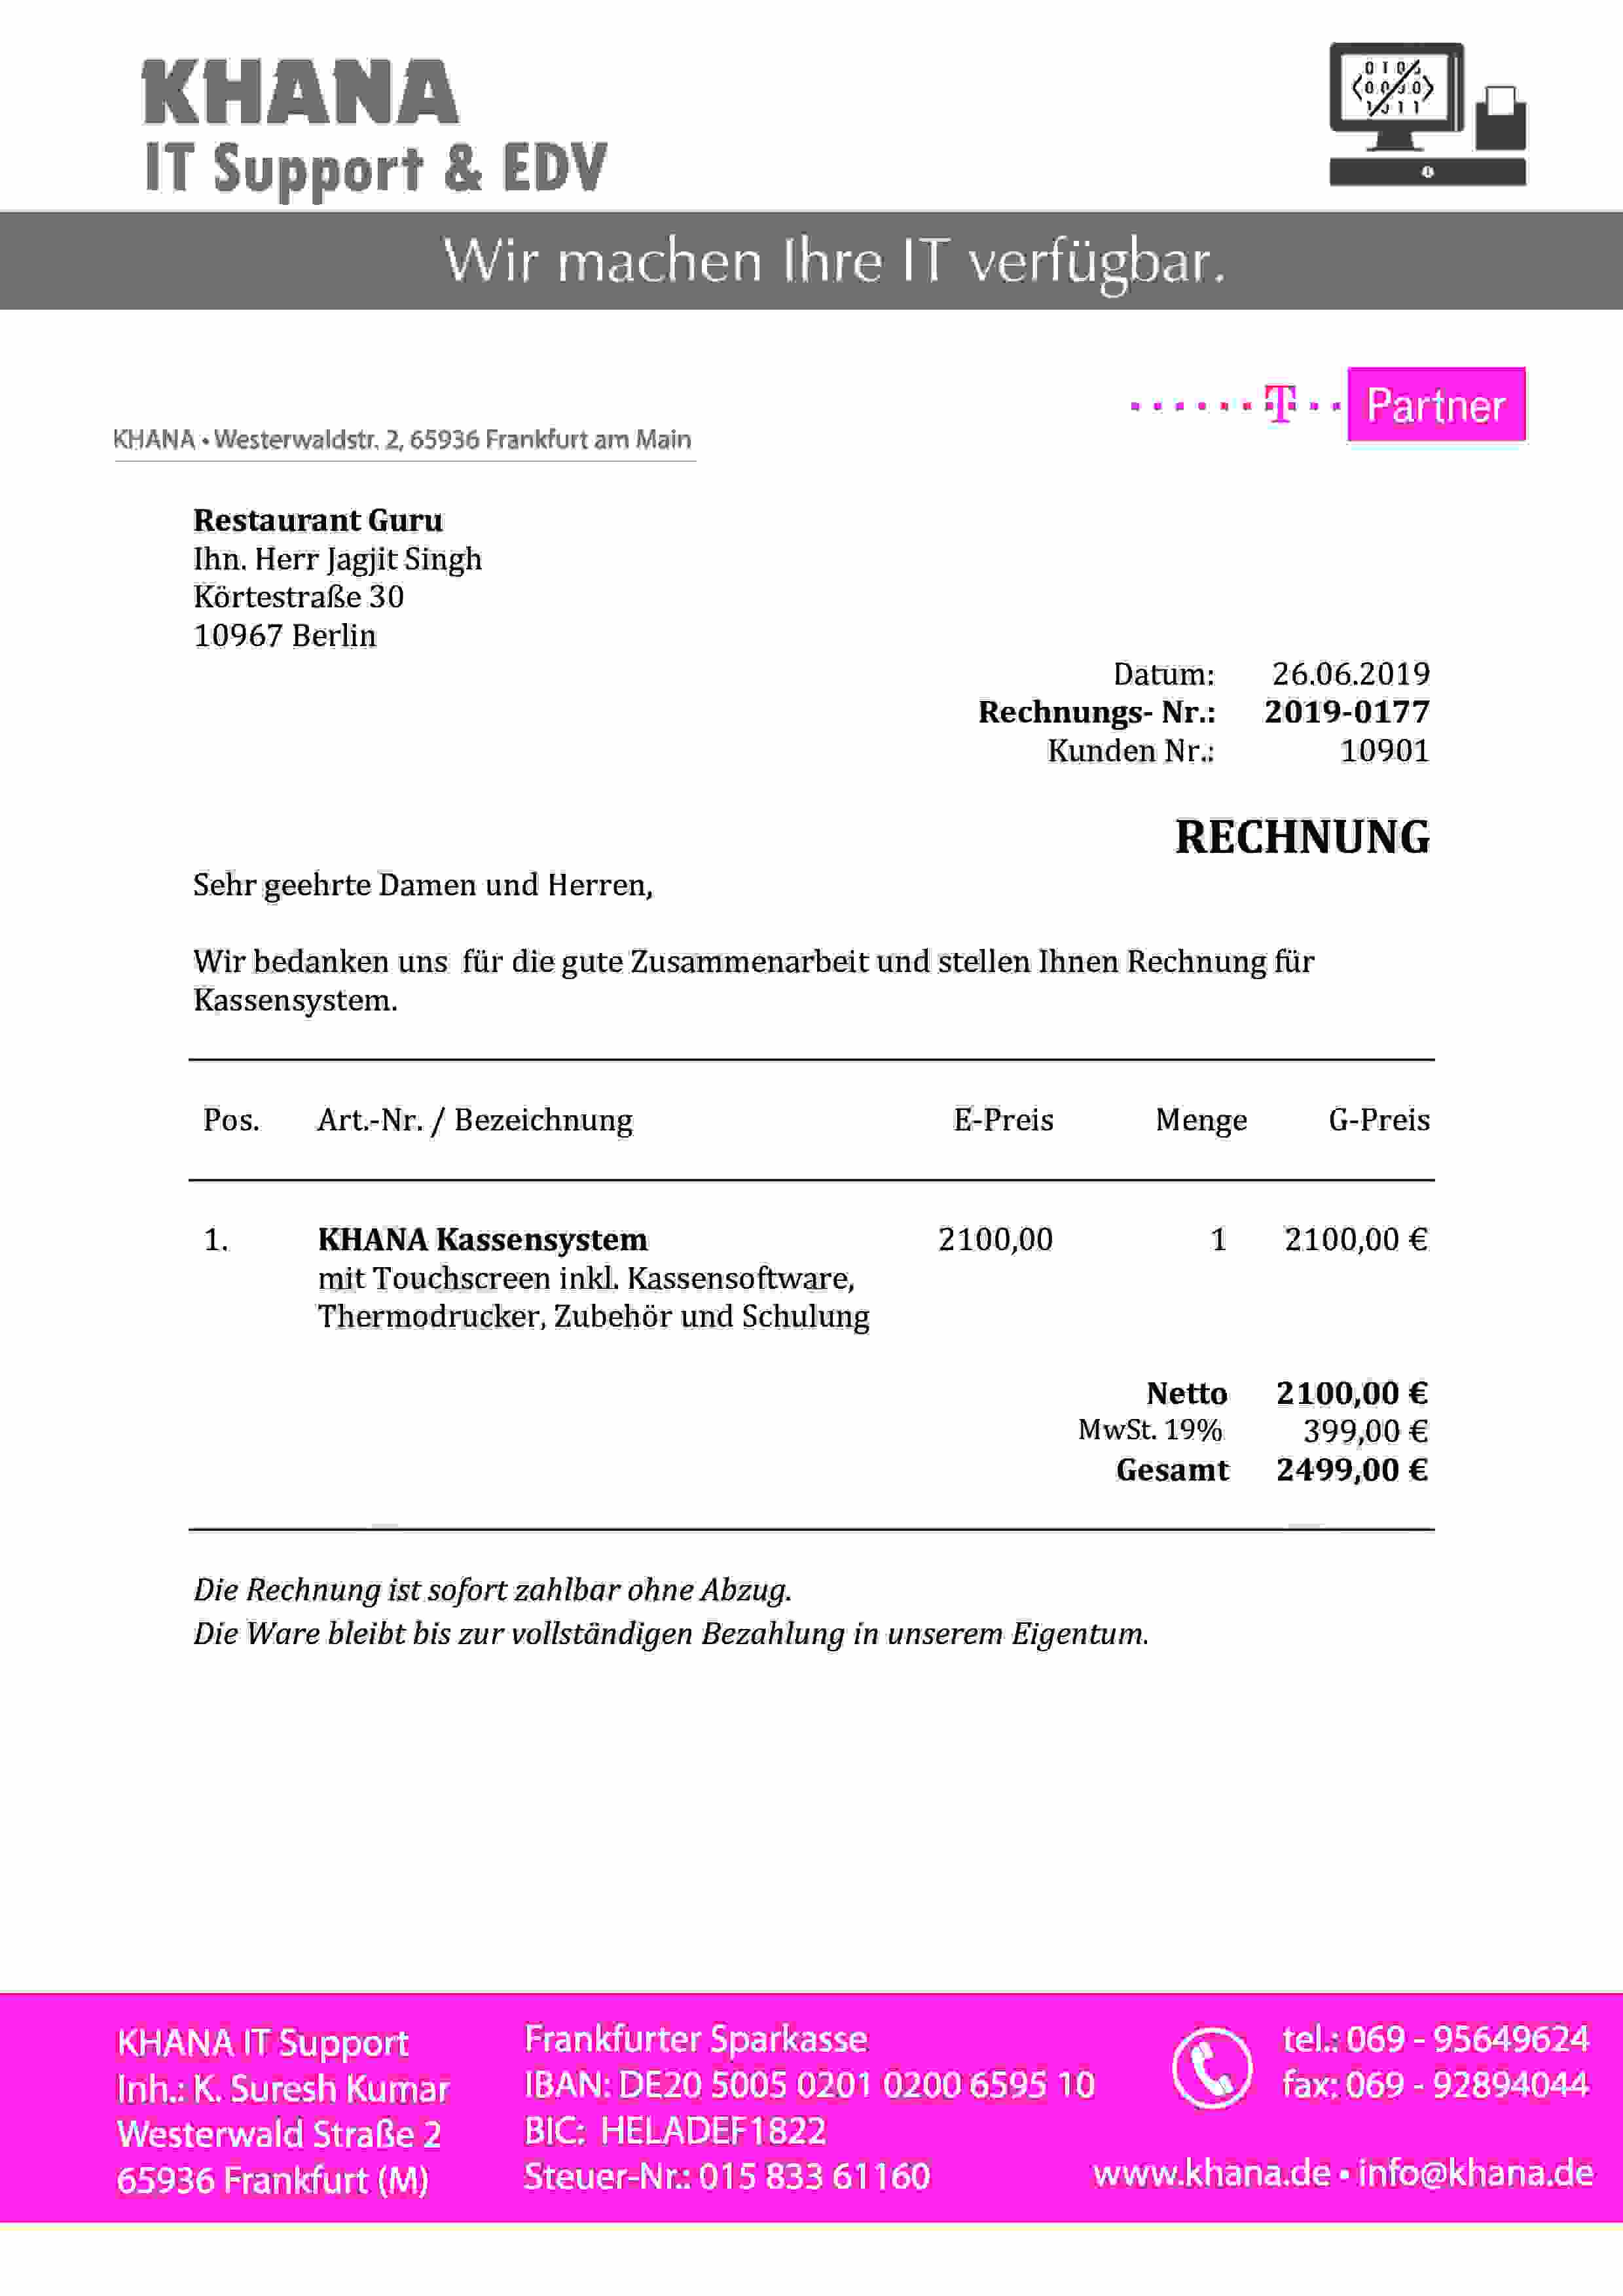 KHANA
IT Support & EDV
Wir machen Ihre IT verfügbar.
T Partner
KHANA • Westerwaldstr. 2, 65936 Frankfurt am Main
Restaurant Guru
Ihn. Herr Jagjit Singh
Körtestraße 30
10967 Berlin
Datum: 26.06.2019
Rechnungs- Nr.: 2019-0177
Kunden Nr.: 10901
RECHNUNG
Sehr geehrte Damen und Herren,
Wir bedanken uns für die gute Zusammenarbeit und stellen Ihnen Rechnung für
Kassensystem.
Pos. Art.-Nr. / Bezeichnung E-Preis Menge G-Preis
1. KHANA Kassensystem 2100,00 1 2100,00 €
mit Touchscreen inkl. Kassensoftware,
Thermodrucker, Zubehör und Schulung
Netto 2100,00 €
MwSt. 19% 399,00 €
Gesamt 2499,00 €
Die Rechnung ist sofort zahlbar ohne Abzug.
Die Ware bleibt bis zur vollständigen Bezahlung in unserem Eigentum.
KHANA IT Support
Inh.: K. Suresh Kumar
Westerwald Straße 2
65936 Frankfurt (M)
Frankfurter Sparkasse
IBAN: DE20 5005 0201 0200 6595 10
BIC: HELADEF1822
Steuer-Nr.: 015 833 61160
tel.: 069 - 95649624
fax: 069 - 92894044
www.khana.de • info@khana.de